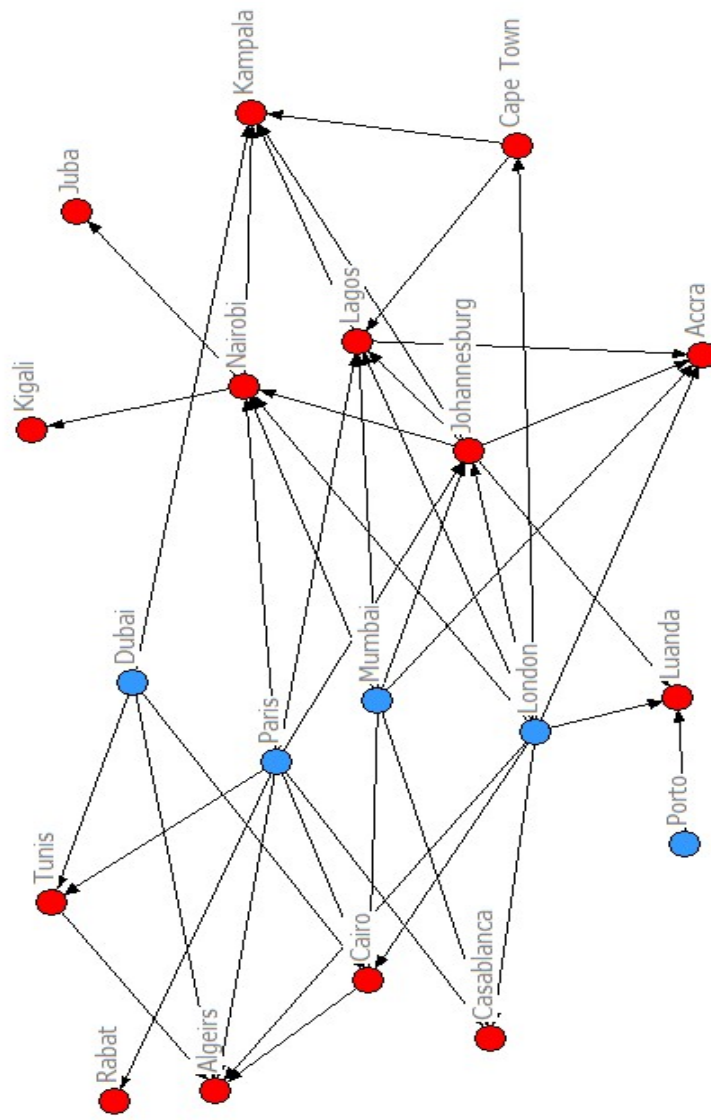 Kampala
Cape Town
Juba
Lagos
Nairobi
Johannesburg
Accra
Kigali
Dubai
Mumbai
Luanda
London
Paris
Porto
Tunis
Cairo
Casablanca
Algeirs
Rabat